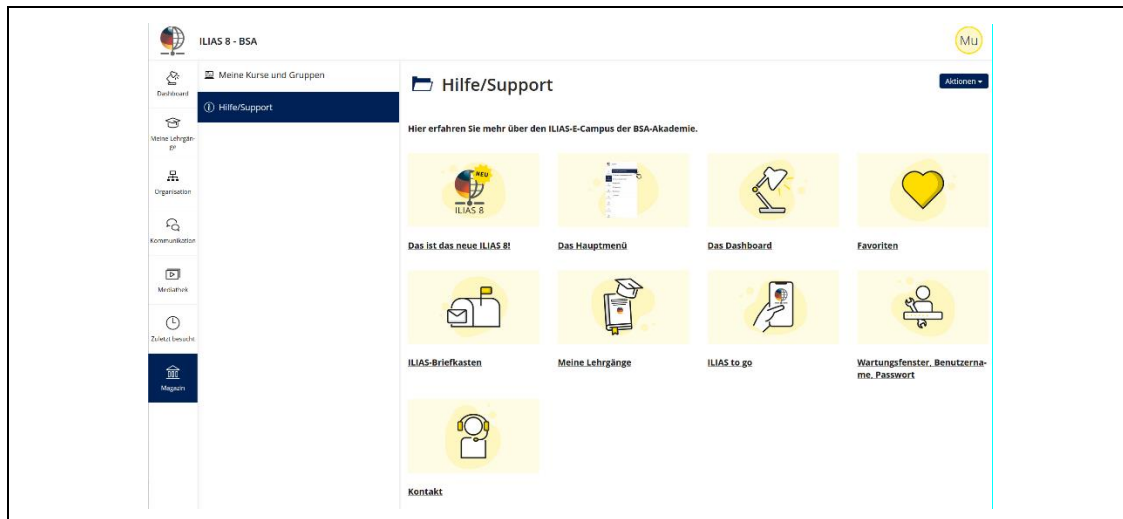 ILIAS 8 - BSA
Mu
Dashboard
Meine Lehrgän-
ge
Organisation
Kommunikation
Mediathek
Zuletzt besucht
Magazin
Meine Kurse und Gruppen
Hilfe/Support
Hilfe/Support
Aktionen
Hier erfahren Sie mehr über den ILIAS-E-Campus der BSA-Akademie.
NEU
ILIAS 8
Das ist das neue ILIAS 8!
Das Hauptmenü
Das Dashboard
Favoriten
ILIAS-Briefkasten
Meine Lehrgänge
ILIAS to go
Wartungsfenster, Benutzerna-
me, Passwort
Kontakt